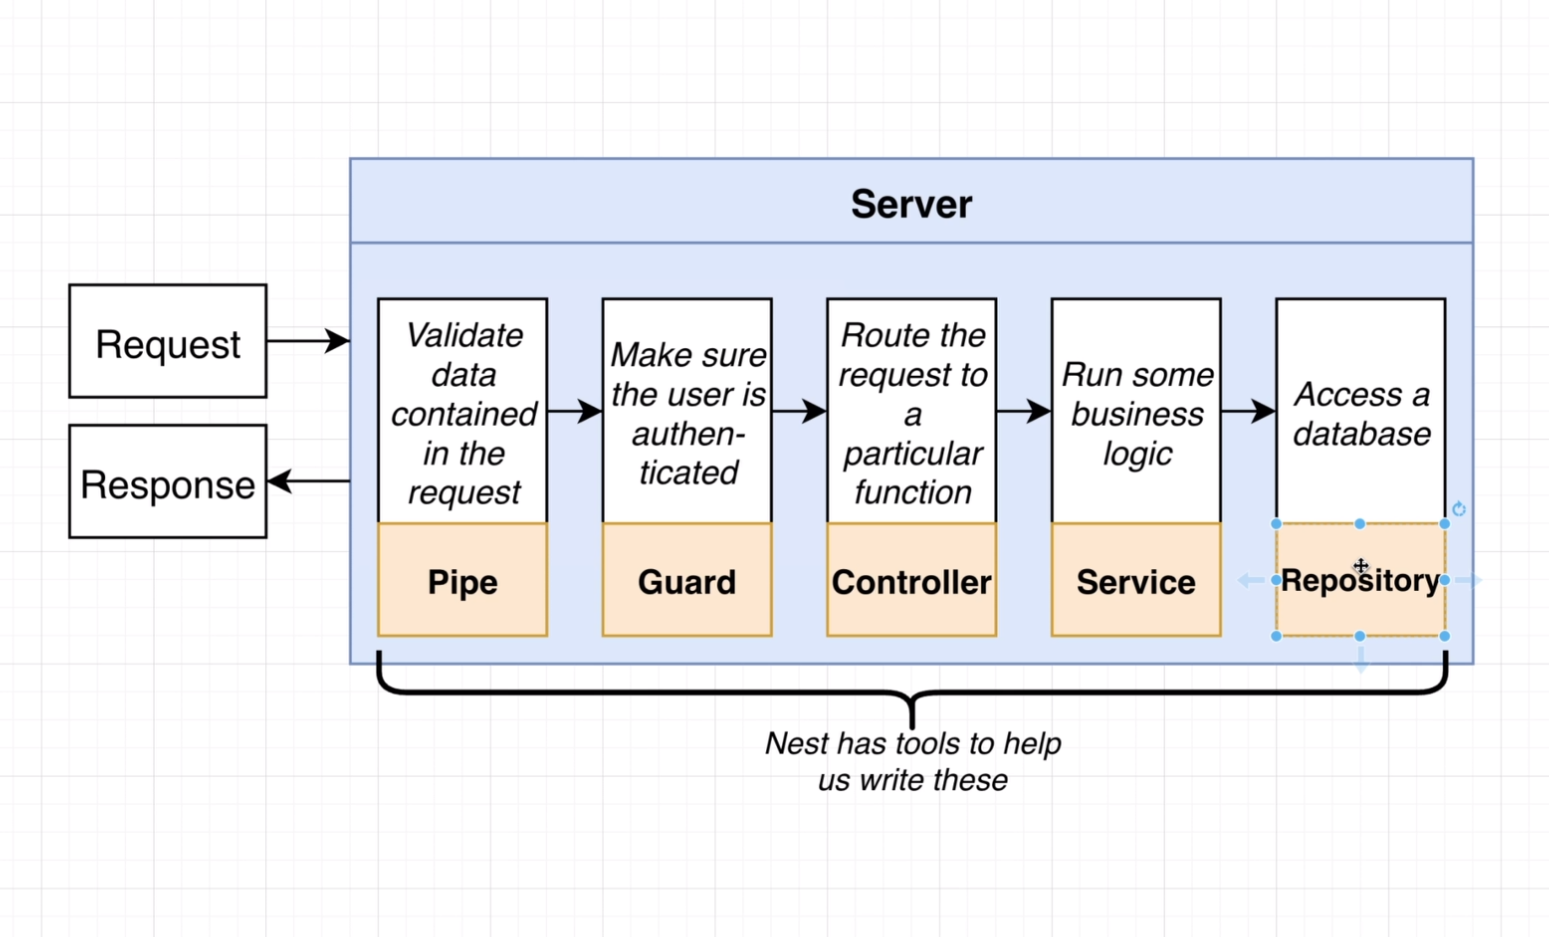 Server
Request
Response
Validate
data
contained
in the
request
Pipe
Make sure
the user is
authen-
ticated
Guard
Route the
request to
a
particular
function
Controller
Run some
business
logic
Service
Access a
database
Repository
Nest has tools to help
us write these